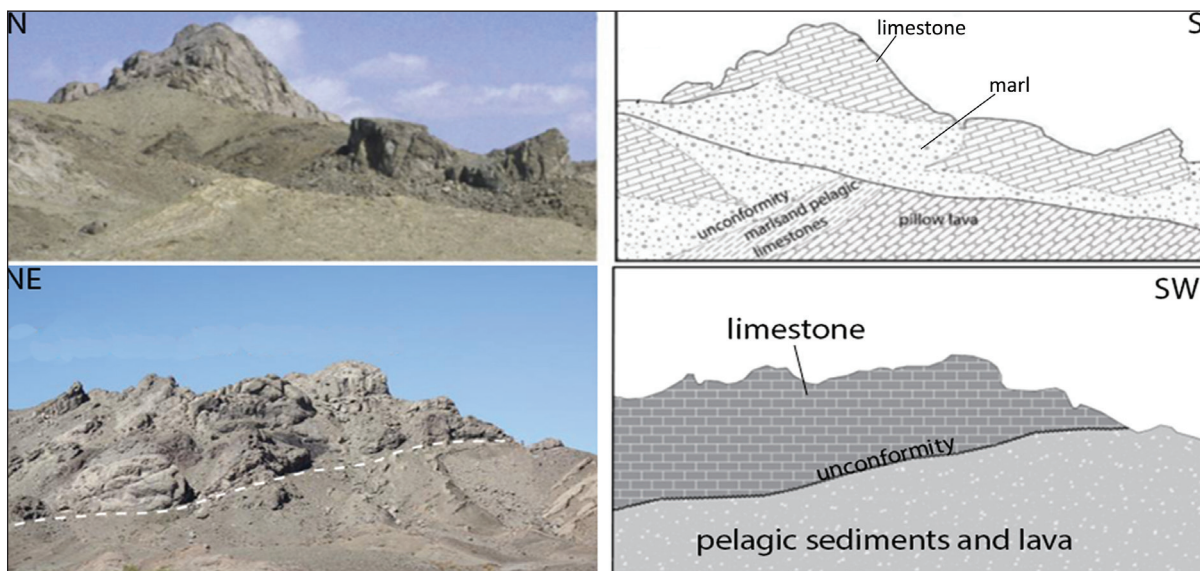 N
S
limestone
marl
unconformity
marlsand pelagic
limestones
pillow lava
NE
SW
limestone
unconformity
pelagic sediments and lava